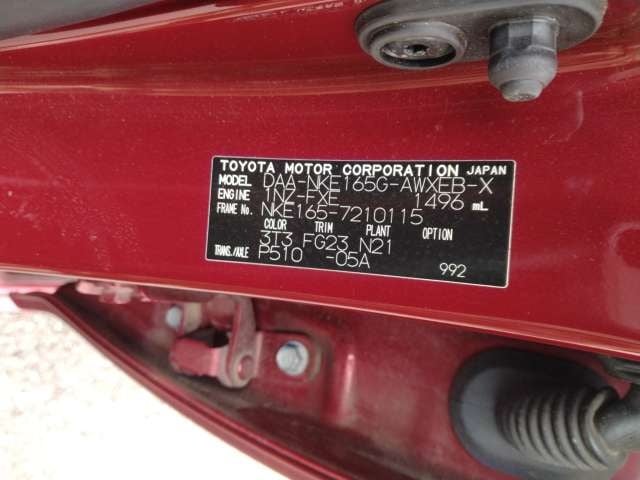 TOYOTA MOTOR CORPORATION JAPAN
MODEL DAA-NKE165G-AWXEB-X
ENGINE 1NZ-FXE 1496 mL
FRAME No. NKE165-7210115
COLOR TRIM PLANT OPTION
3T3 FG23 N21
TRANS./AXLE P510 -05A
992